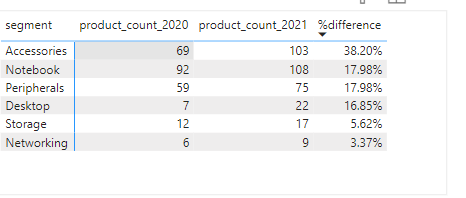 segment product_count_2020 product_count_2021 %difference
Accessories 69 103 38.20%
Notebook 92 108 17.98%
Peripherals 59 75 17.98%
Desktop 7 22 16.85%
Storage 12 17 5.62%
Networking 6 9 3.37%